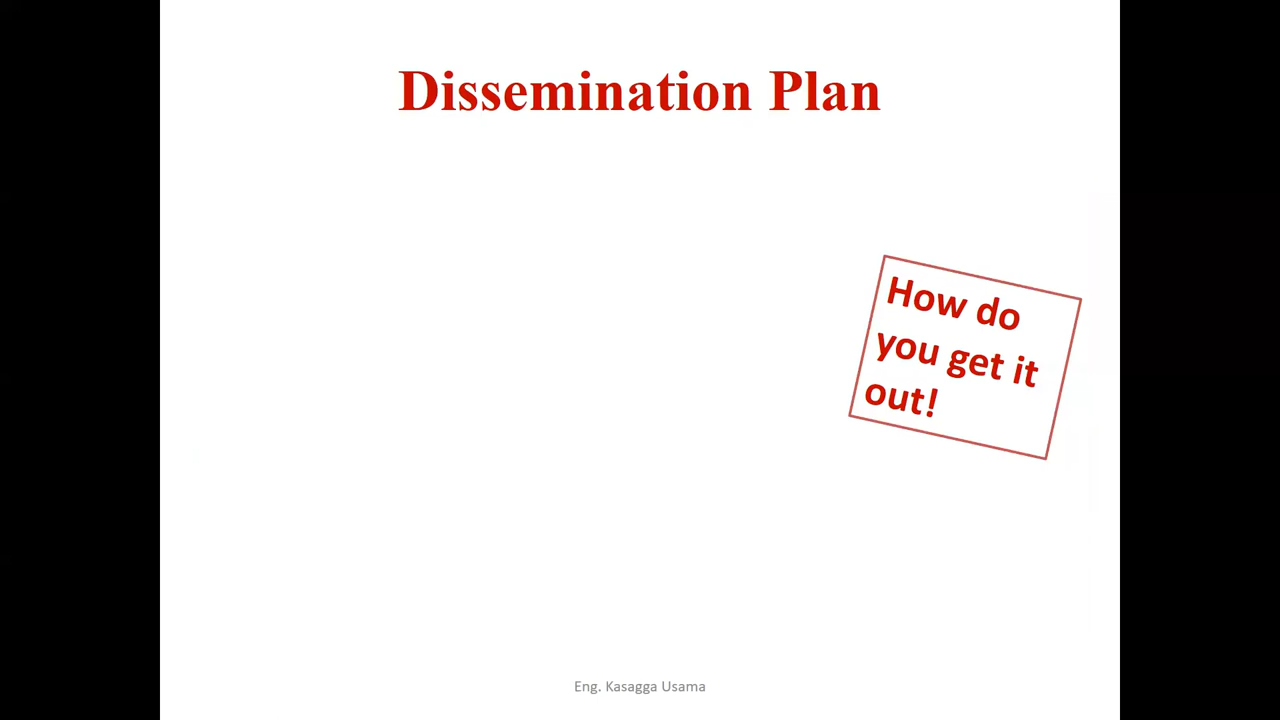 Dissemination Plan
How do
you get it
out!
Eng. Kasagga Usama